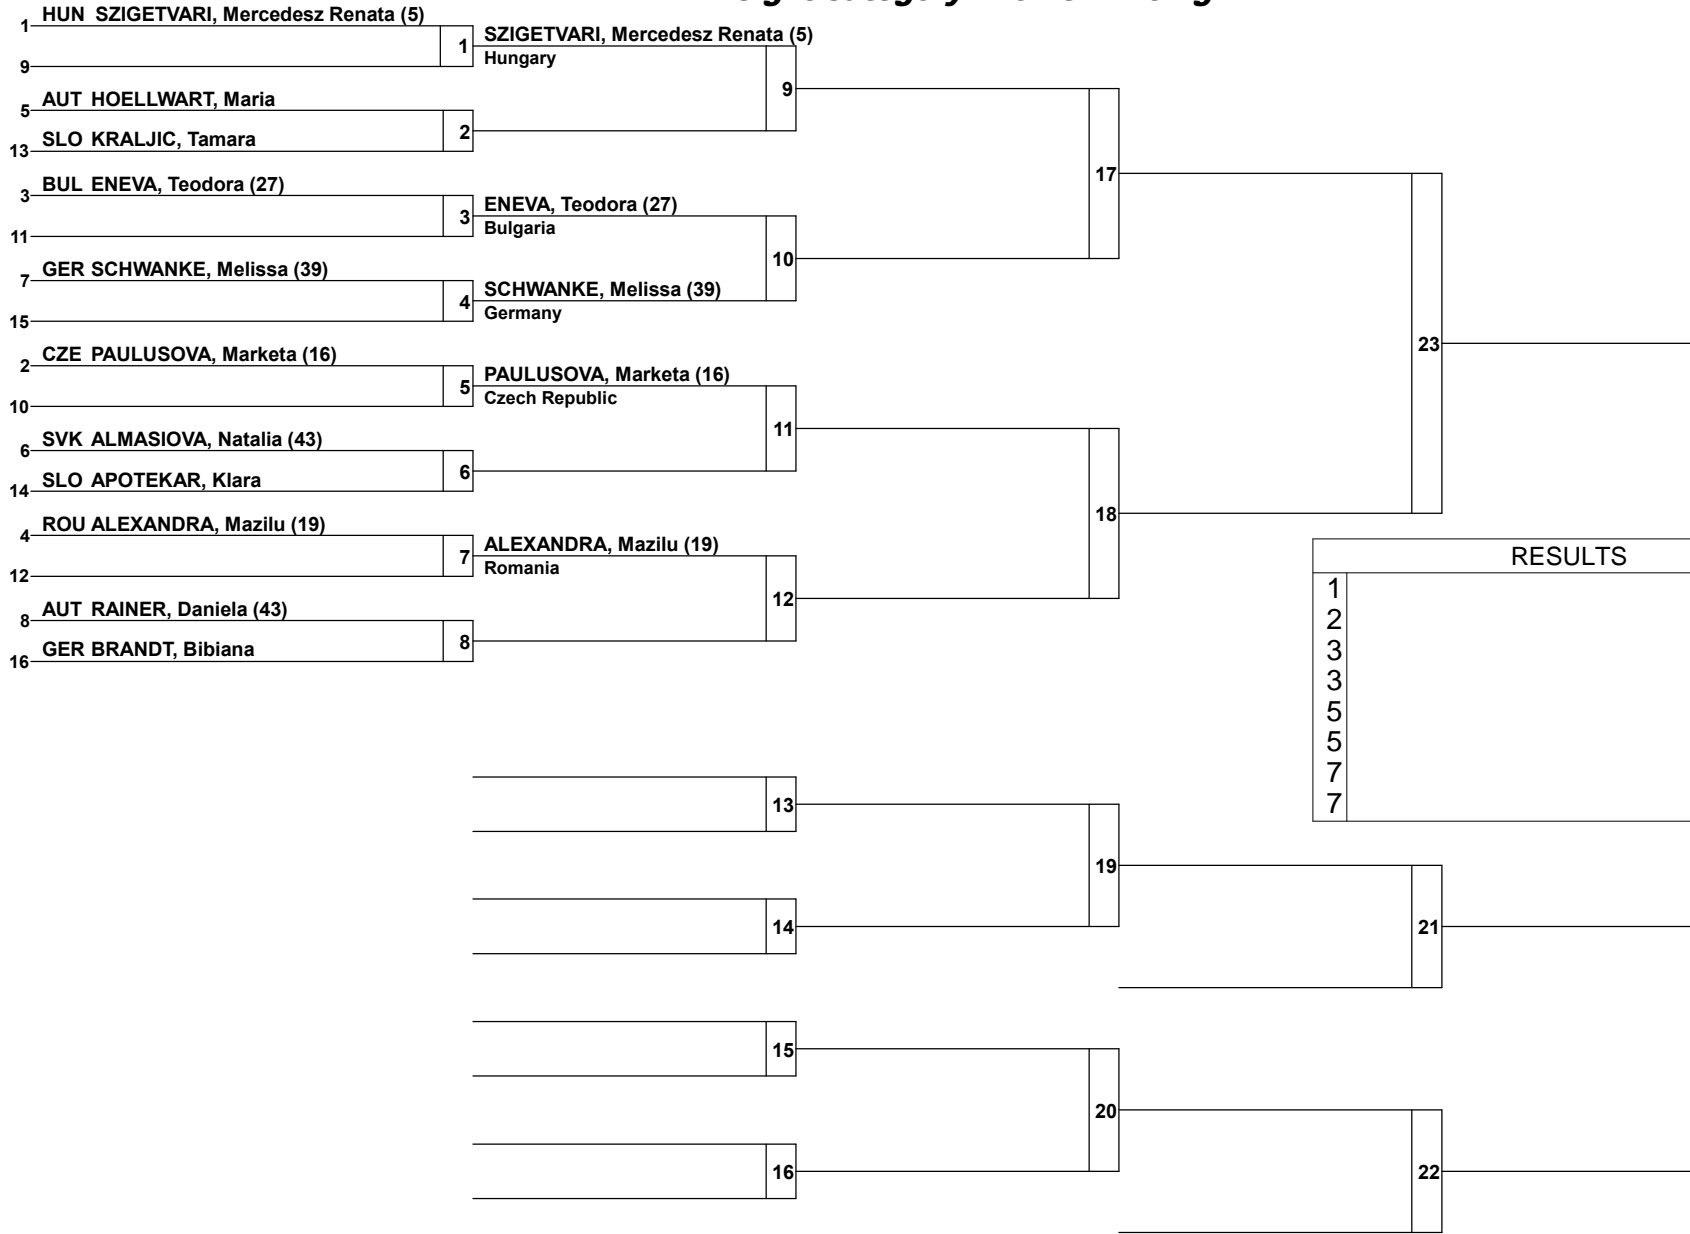 HUN SZIGETVARI, Mercedesz Renata (5)
1
1
SZIGETVARI, Mercedesz Renata (5)
Hungary
9
9
AUT HOELLWART, Maria
5
2
SLO KRALJIC, Tamara
13
17
BUL ENEVA, Teodora (27)
3
3
ENEVA, Teodora (27)
Bulgaria
11
10
GER SCHWANKE, Melissa (39)
7
4
SCHWANKE, Melissa (39)
Germany
15
23
CZE PAULUSOVA, Marketa (16)
2
5
PAULUSOVA, Marketa (16)
Czech Republic
10
11
SVK ALMASIOVA, Natalia (43)
6
6
SLO APOTEKAR, Klara
14
18
ROU ALEXANDRA, Mazilu (19)
4
7
ALEXANDRA, Mazilu (19)
Romania
12
12
AUT RAINER, Daniela (43)
8
8
GER BRANDT, Bibiana
16
RESULTS
1
2
3
3
5
5
7
7
13
19
14
21
15
20
16
22